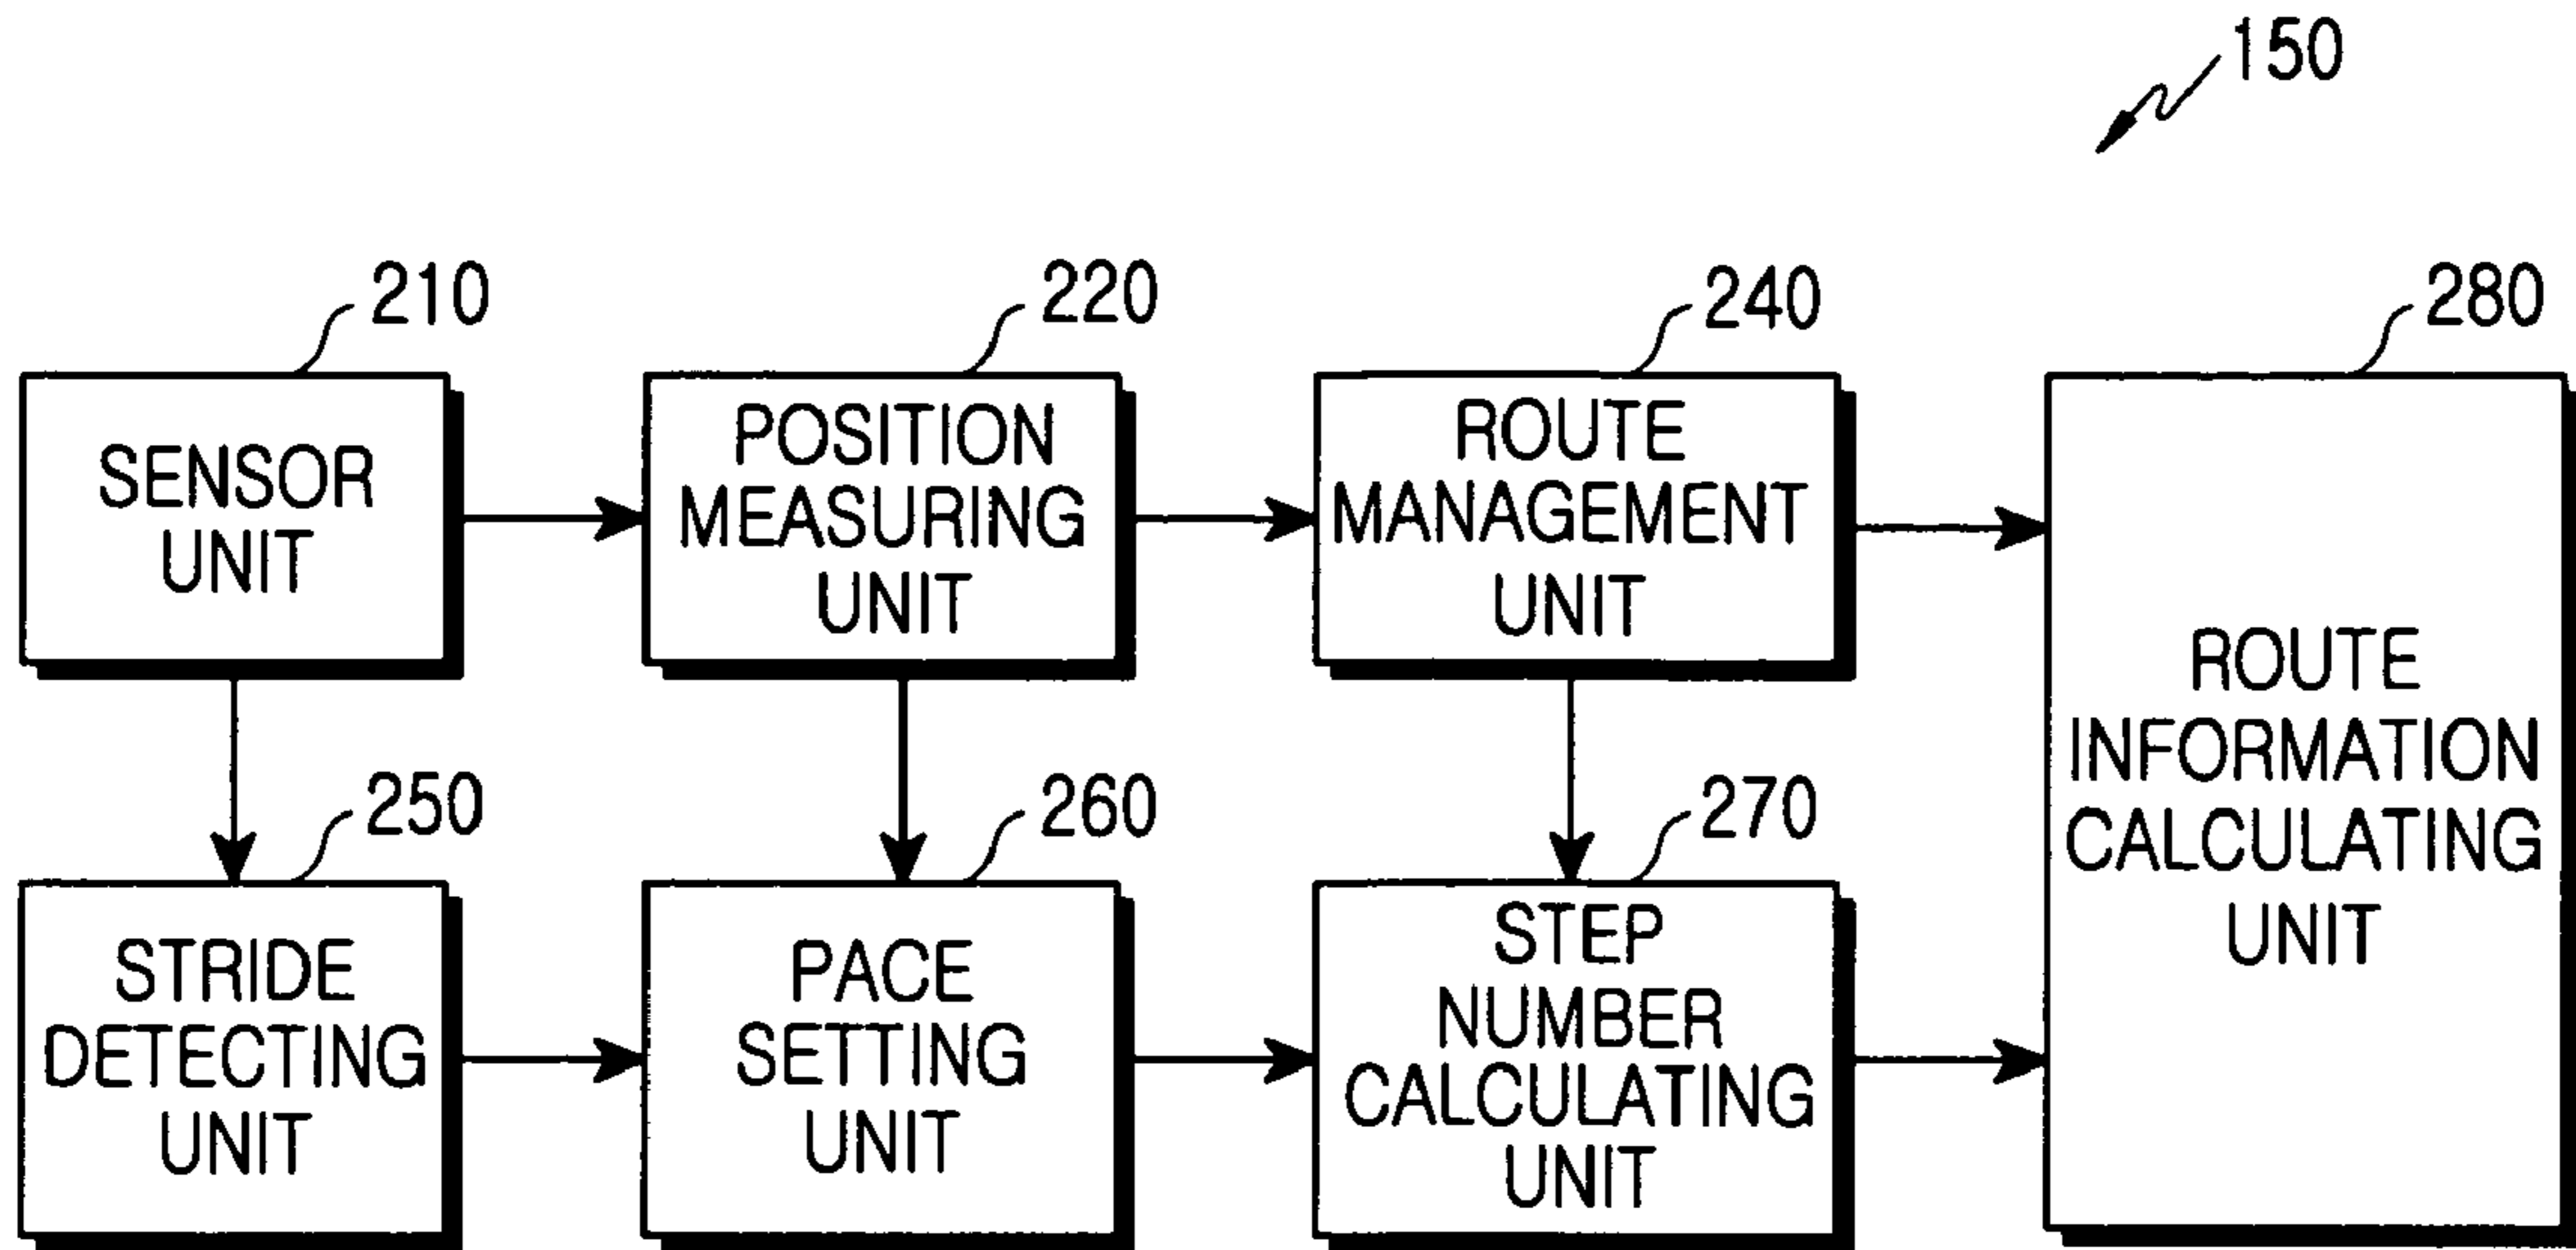 150
210
220
240
280
SENSOR
UNIT
POSITION
MEASURING
UNIT
ROUTE
MANAGEMENT
UNIT
ROUTE
INFORMATION
CALCULATING
UNIT
250
260
270
STRIDE
DETECTING
UNIT
PACE
SETTING
UNIT
STEP
NUMBER
CALCULATING
UNIT